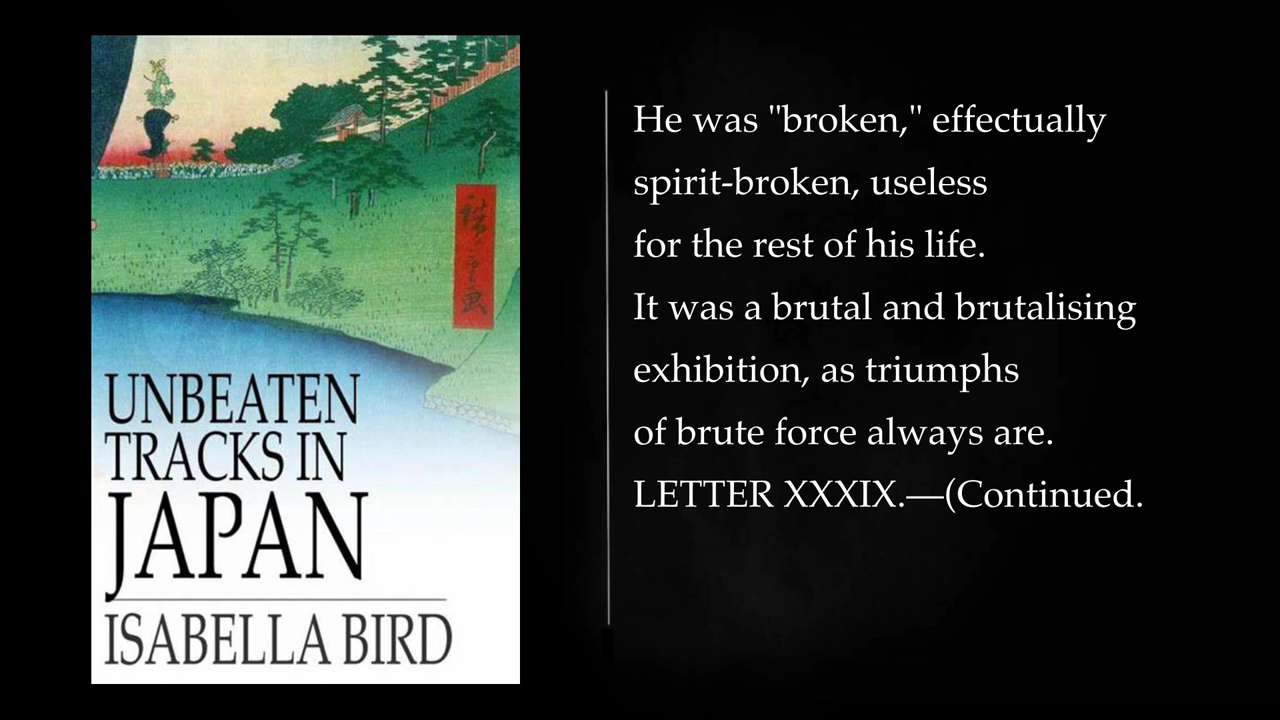 UNBEATEN
TRACKS IN
JAPAN
ISABELLA BIRD
He was "broken," effectually
spirit-broken, useless
for the rest of his life.
It was a brutal and brutalising
exhibition, as triumphs
of brute force always are.
LETTER XXXIX.—(Continued.